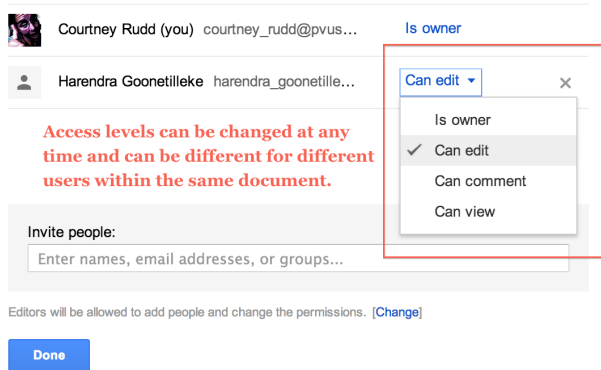 Courtney Rudd (you) courtney_rudd@pvus... Is owner
Harendra Goonetilleke harendra_goonetille... Can edit
Is owner
Can edit
Can comment
Can view
Access levels can be changed at any
time and can be different for different
users within the same document.
Invite people:
Enter names, email addresses, or groups...
Editors will be allowed to add people and change the permissions. [Change]
Done